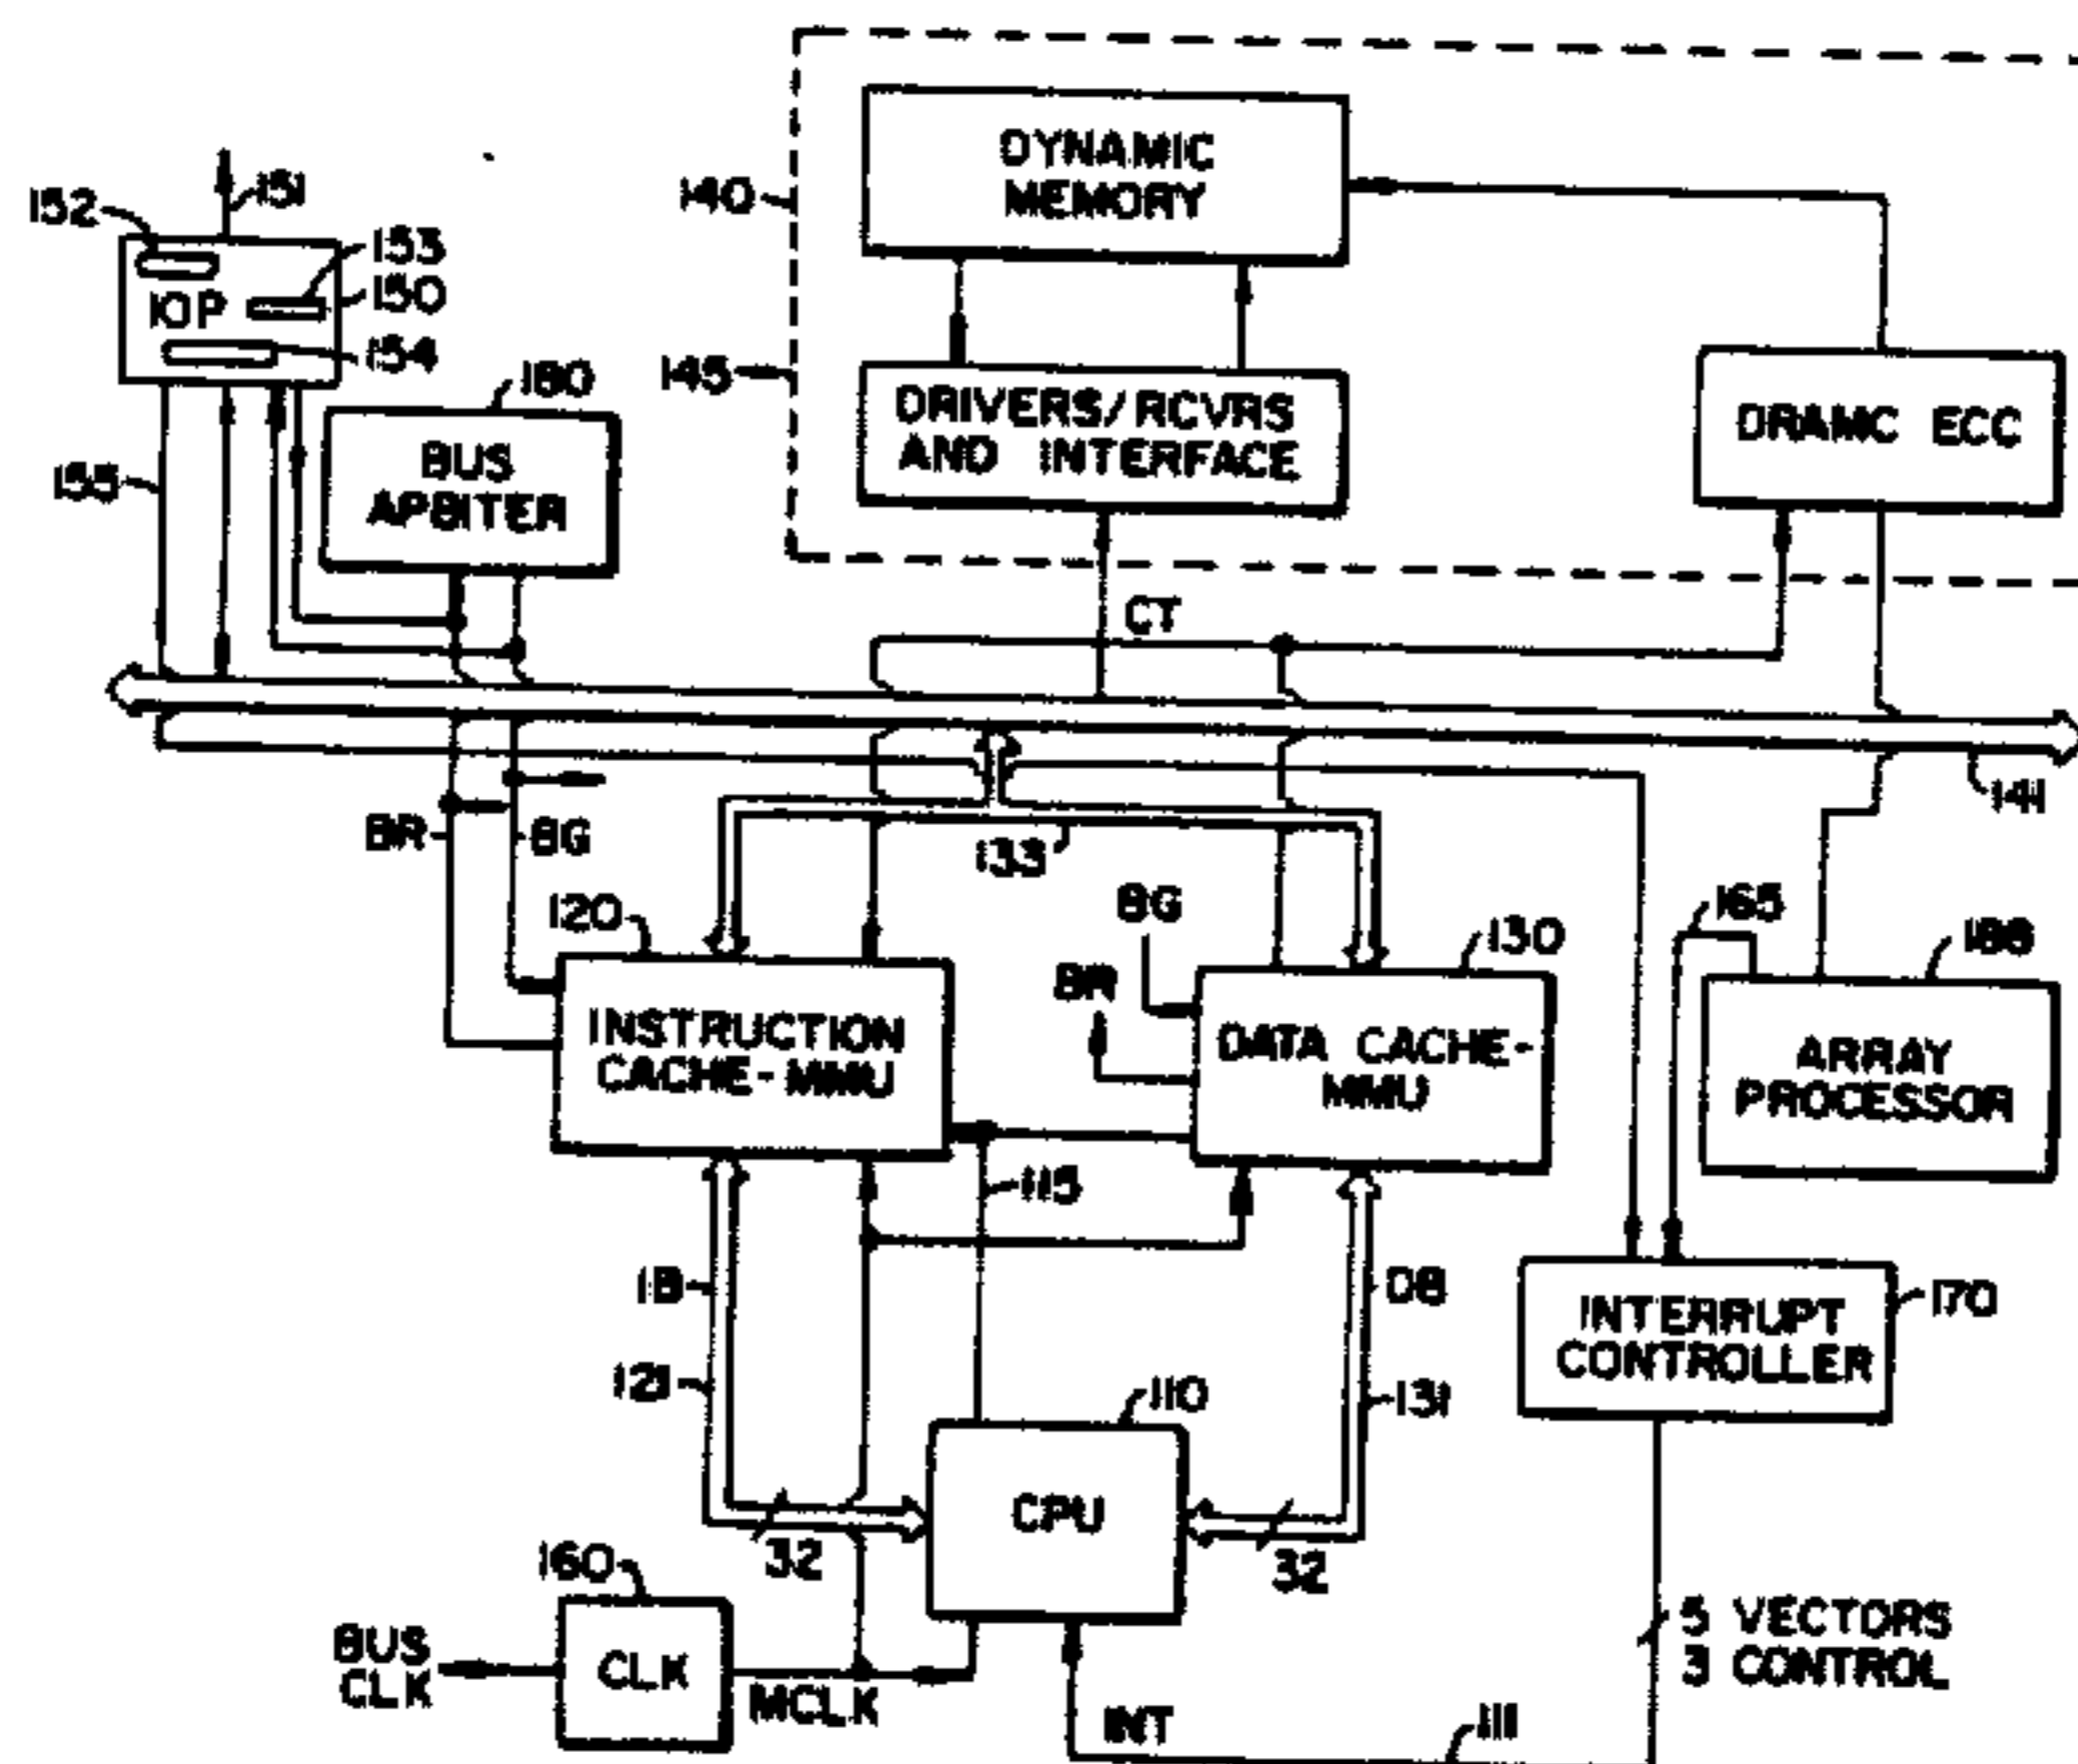 DYNAMIC
MEMORY
140
152
151
153
150
IOP
154
145
DRIVERS/RCVRS
AND INTERFACE
DRAMC ECC
180
BUS
ARBITER
155
CT
141
BR
BG
133
120
BG
130
165
188
BR
INSTRUCTION
CACHE-MMU
DATA CACHE-
MMU
ARRAY
PROCESSOR
115
IB
DB
170
INTERRUPT
CONTROLLER
121
110
131
CPU
32
32
160
BUS
CLK
CLK
MCLK
5 VECTORS
3 CONTROL
INT
111